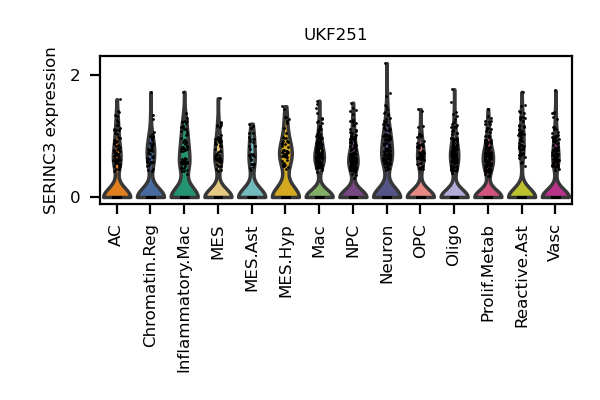 UKF251
SERINC3 expression
2
0
AC
Chromatin.Reg
Inflammatory.Mac
MES
MES.Ast
MES.Hyp
Mac
NPC
Neuron
OPC
Oligo
Prolif.Metab
Reactive.Ast
Vasc